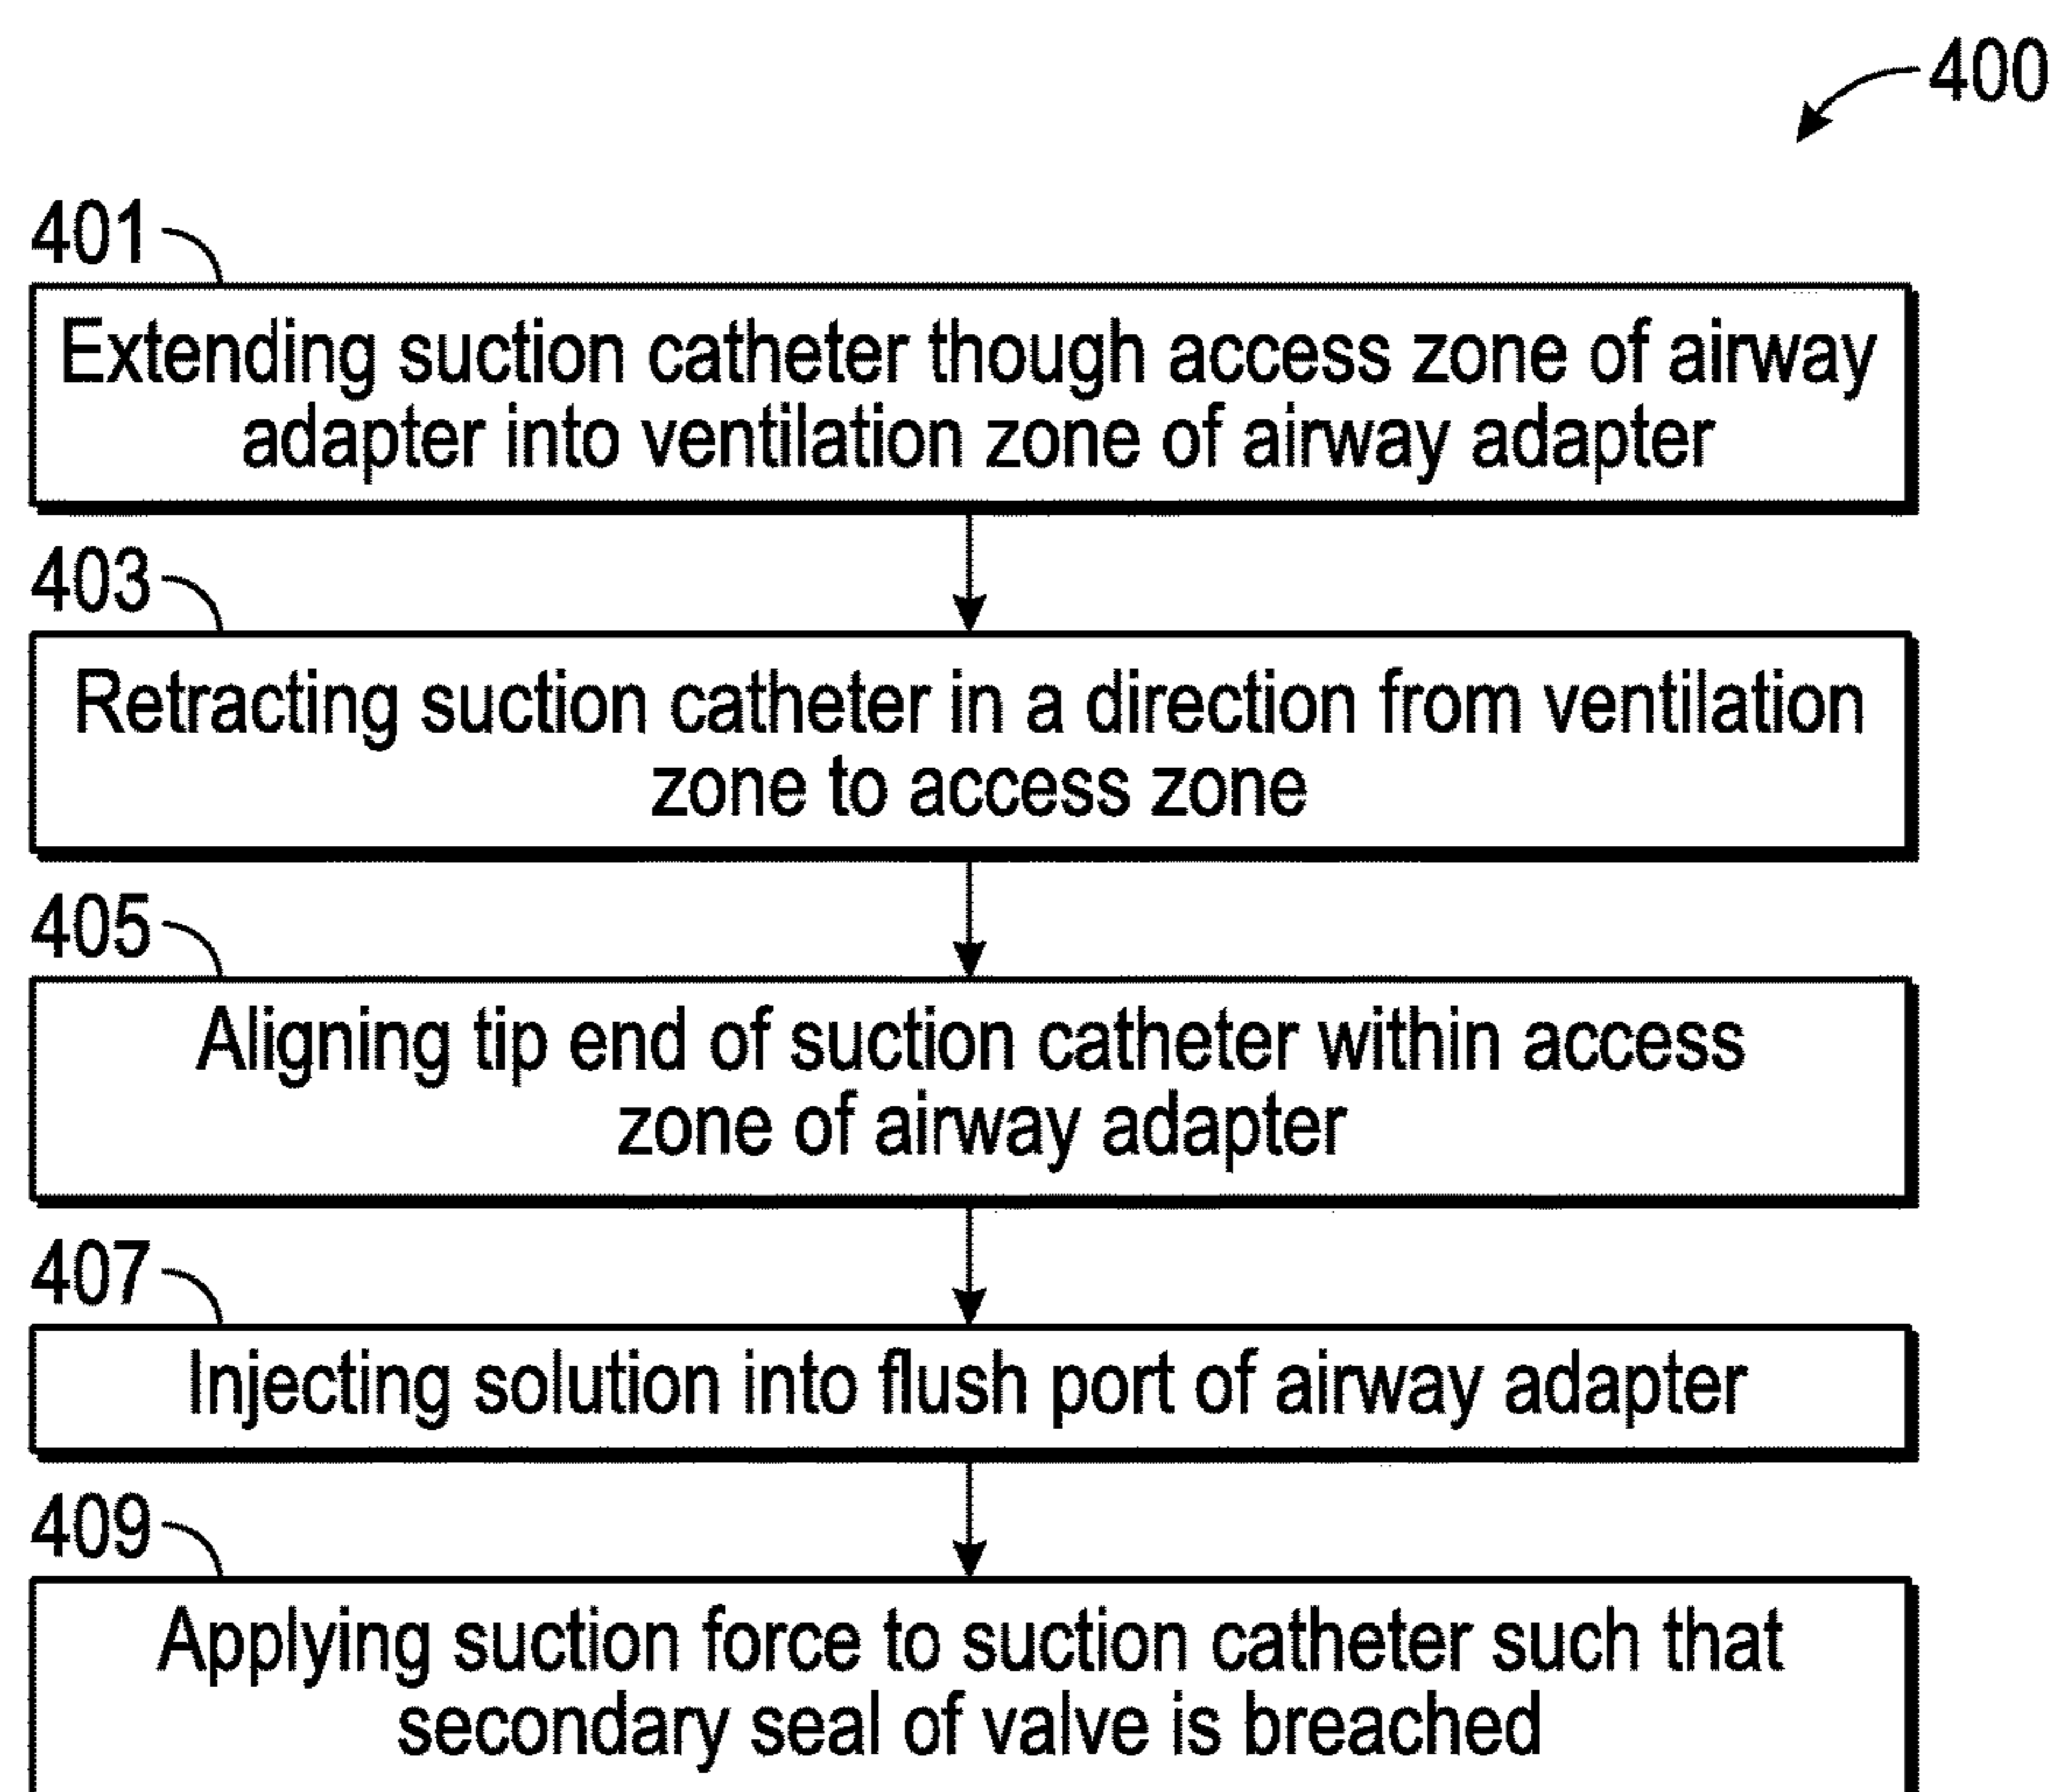 400
401
Extending suction catheter though access zone of airway
adapter into ventilation zone of airway adapter
403
Retracting suction catheter in a direction from ventilation
zone to access zone
405
Aligning tip end of suction catheter within access
zone of airway adapter
407
Injecting solution into flush port of airway adapter
409
Applying suction force to suction catheter such that
secondary seal of valve is breached